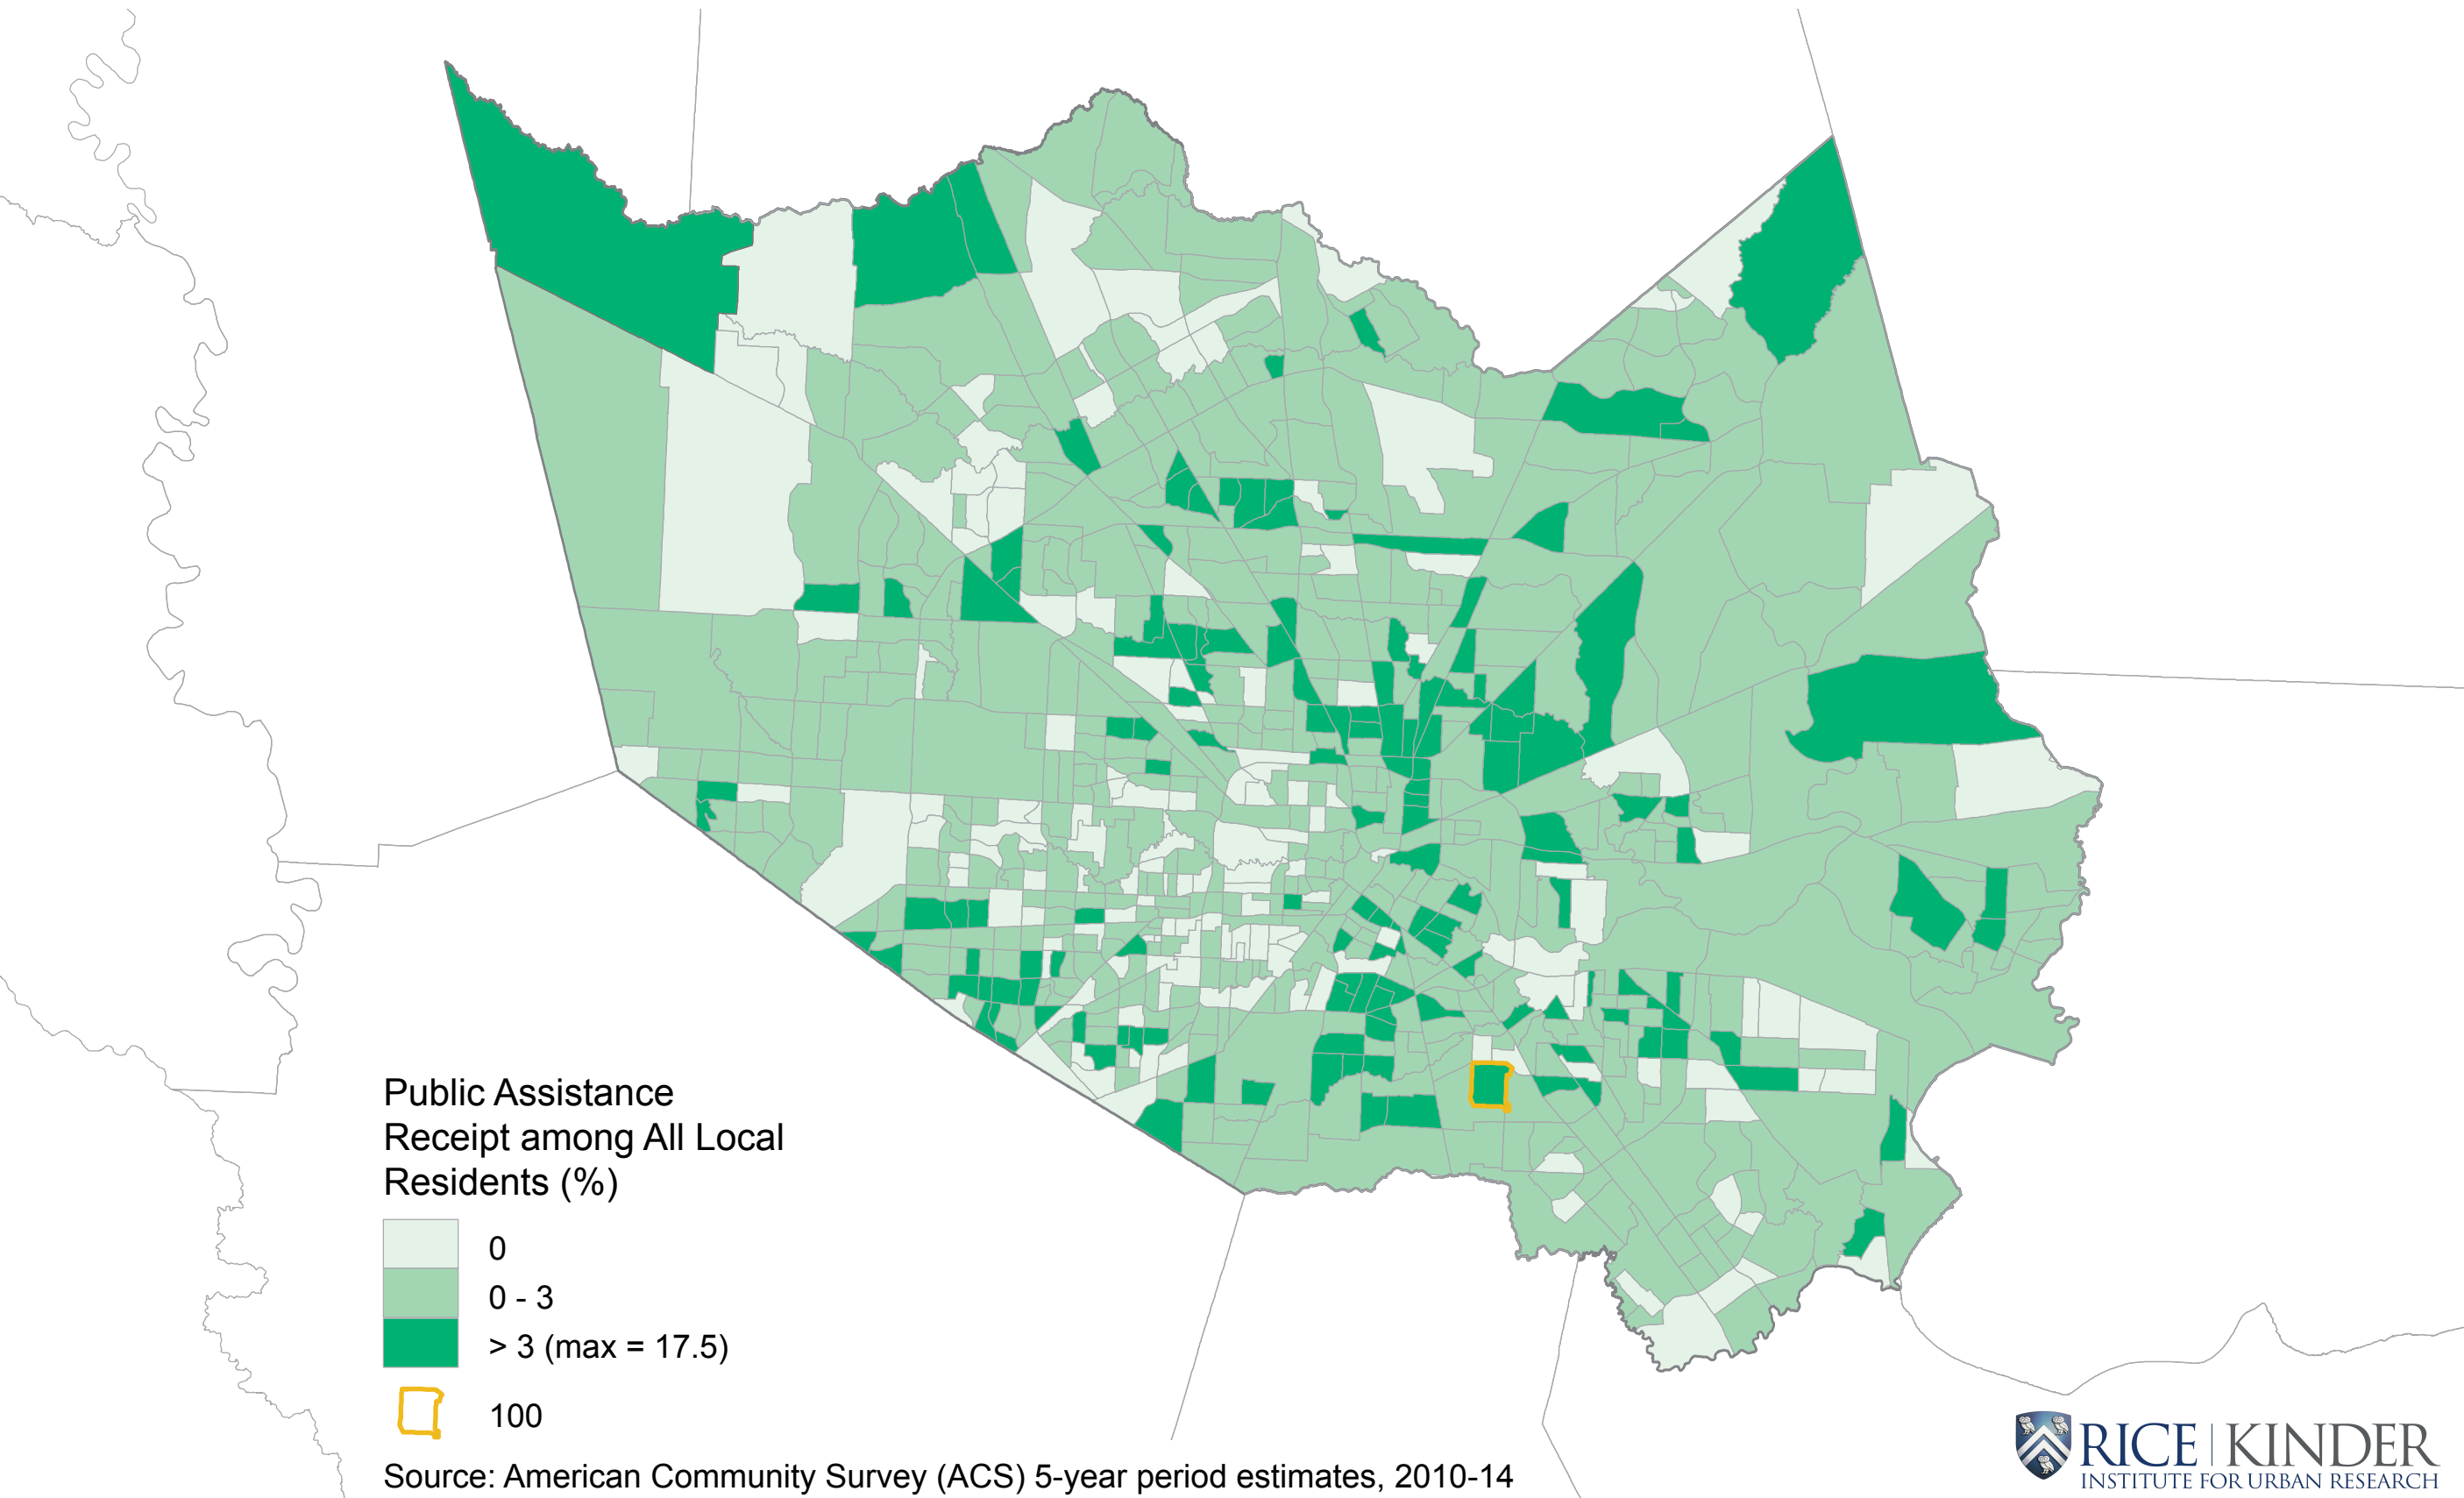 Public Assistance
Receipt among All Local
Residents (%)
0
0 - 3
> 3 (max = 17.5)
100
Source: American Community Survey (ACS) 5-year period estimates, 2010-14
RICE | KINDER
INSTITUTE FOR URBAN RESEARCH